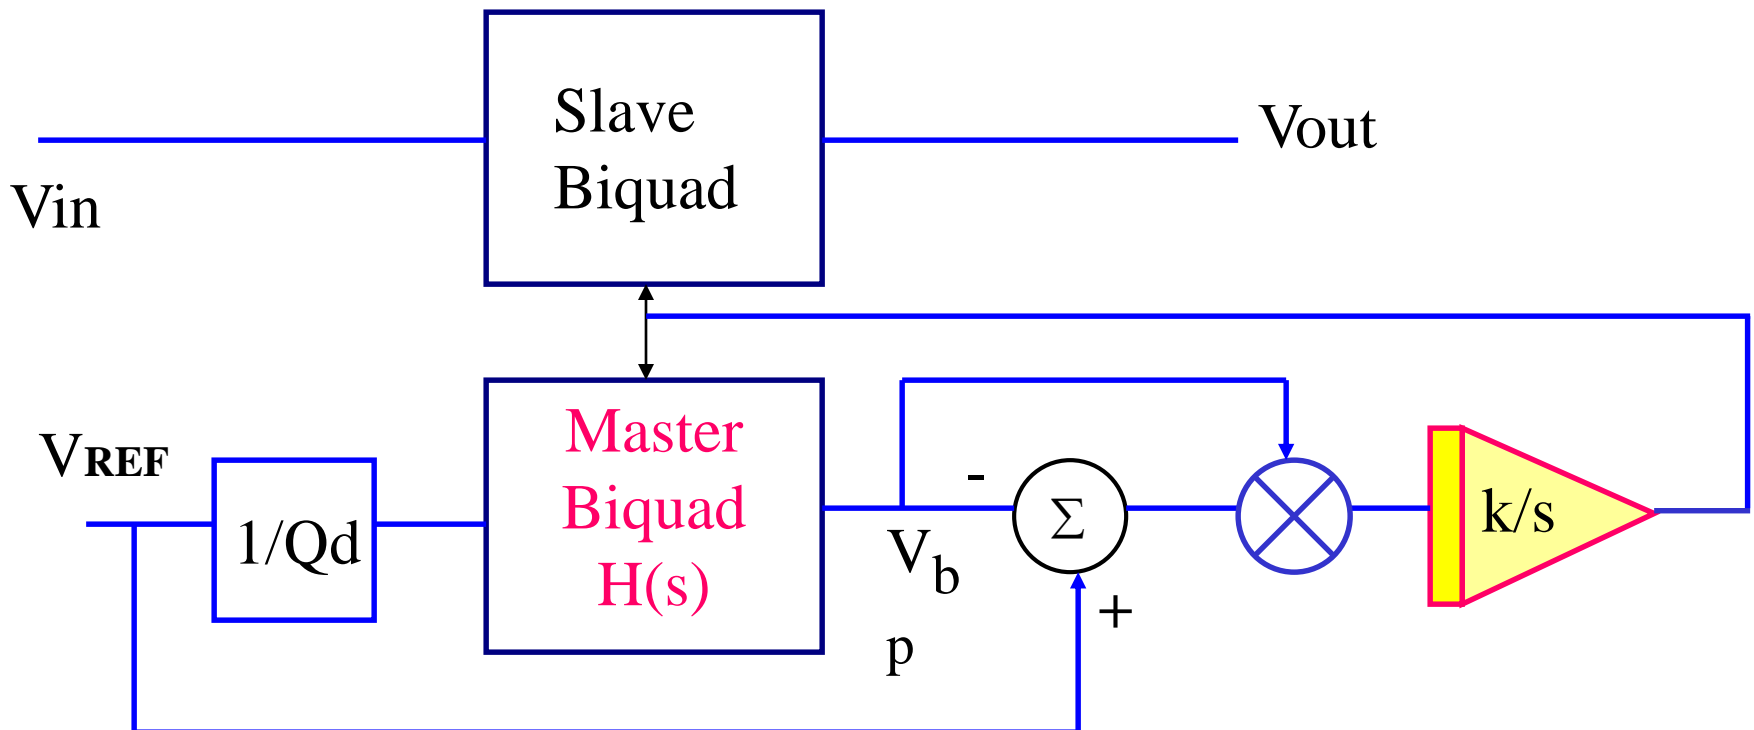 Slave
Biquad
Vin
Vout
VREF
1/Qd
Master
Biquad
H(s)
Vb
p
-
Σ
+
k/s